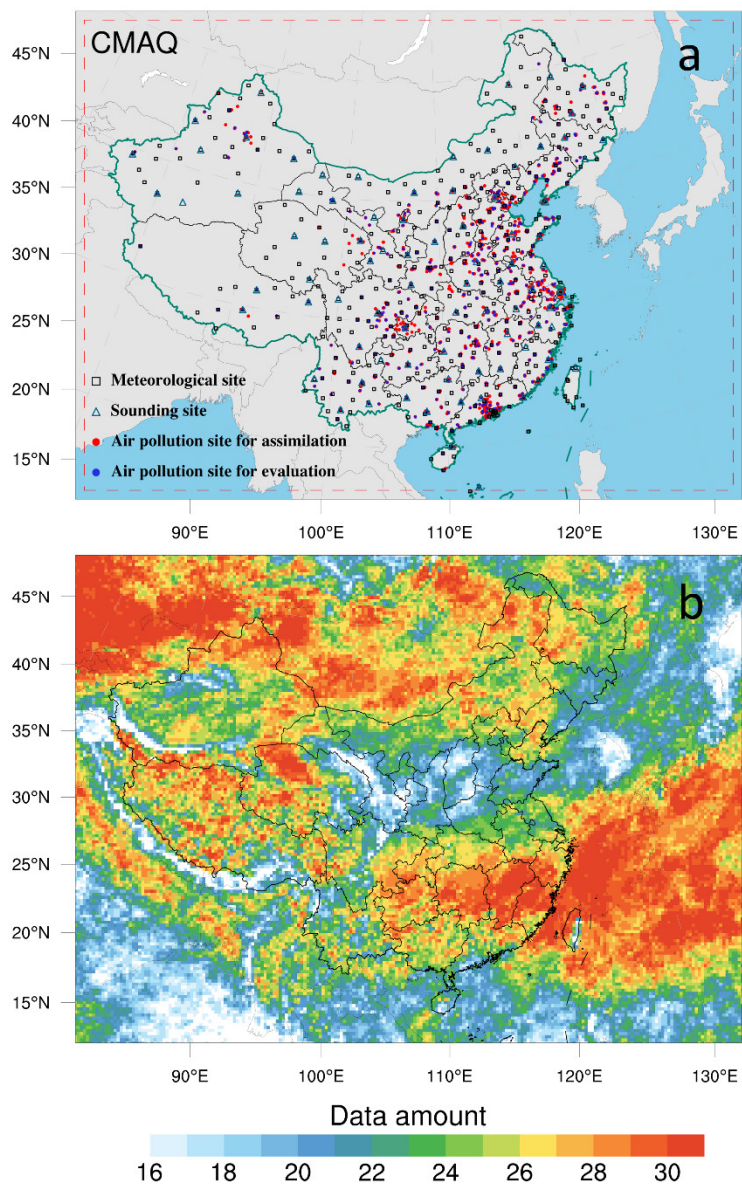 CMAQ
a
45°N
40°N
35°N
30°N
25°N
20°N
15°N
Meteorological site
Sounding site
Air pollution site for assimilation
Air pollution site for evaluation
90°E 100°E 110°E 120°E 130°E
b
45°N
40°N
35°N
30°N
25°N
20°N
15°N
90°E 100°E 110°E 120°E 130°E
Data amount
16 18 20 22 24 26 28 30